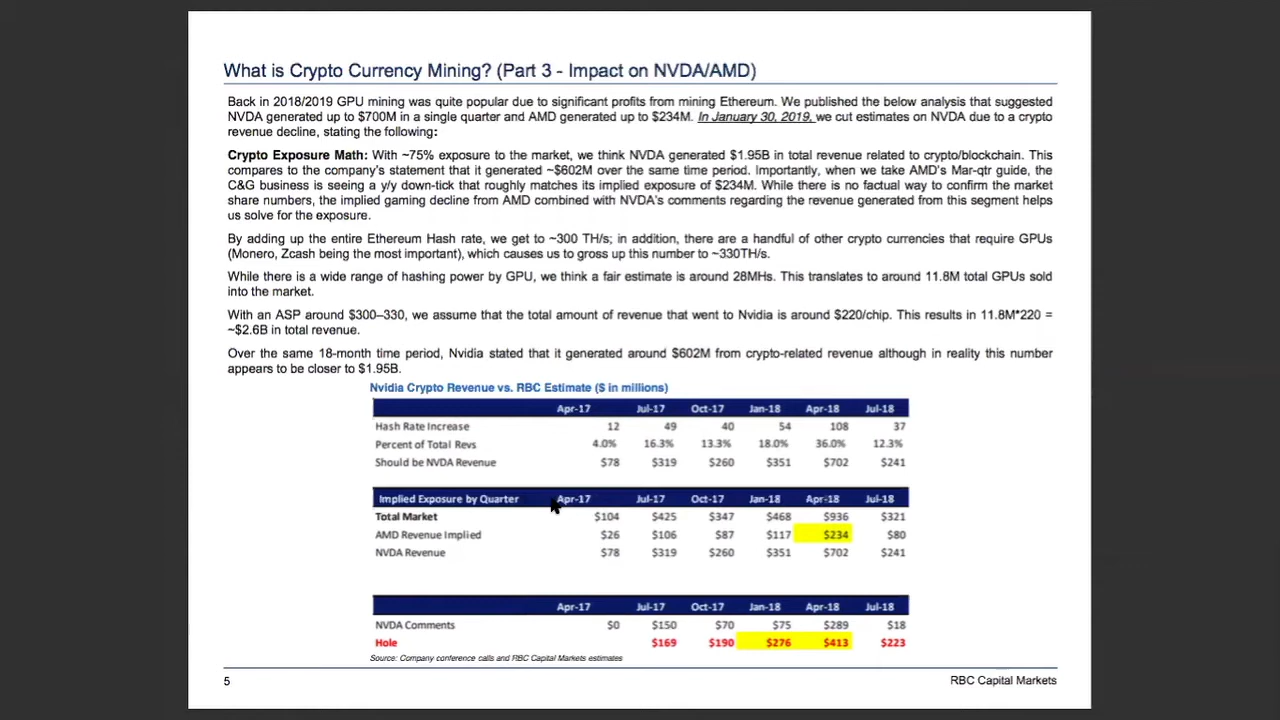 What is Crypto Currency Mining? (Part 3 - Impact on NVDA/AMD)
Back in 2018/2019 GPU mining was quite popular due to significant profits from mining Ethereum. We published the below analysis that suggested
NVDA generated up to $700M in a single quarter and AMD generated up to $234M. In January 30, 2019, we cut estimates on NVDA due to a crypto
revenue decline, stating the following:
Crypto Exposure Math: With ~75% exposure to the market, we think NVDA generated $1.95B in total revenue related to crypto/blockchain. This
compares to the company's statement that it generated ~$602M over the same time period. Importantly, when we take AMD's Mar-qtr guide, the
C&G business is seeing a y/y down-tick that roughly matches its implied exposure of $234M. While there is no factual way to confirm the market
share numbers, the implied gaming decline from AMD combined with NVDA's comments regarding the revenue generated from this segment helps
us solve for the exposure.
By adding up the entire Ethereum Hash rate, we get to ~300 TH/s; in addition, there are a handful of other crypto currencies that require GPUs
(Monero, Zcash being the most important), which causes us to gross up this number to ~330TH/s.
While there is a wide range of hashing power by GPU, we think a fair estimate is around 28MHs. This translates to around 11.8M total GPUs sold
into the market.
With an ASP around $300–330, we assume that the total amount of revenue that went to Nvidia is around $220/chip. This results in 11.8M*220 =
~$2.6B in total revenue.
Over the same 18-month time period, Nvidia stated that it generated around $602M from crypto-related revenue although in reality this number
appears to be closer to $1.95B.
Nvidia Crypto Revenue vs. RBC Estimate ($ in millions)
Apr-17 Jul-17 Oct-17 Jan-18 Apr-18 Jul-18
Hash Rate Increase 12 49 40 54 108 37
Percent of Total Revs 4.0% 16.3% 13.3% 18.0% 36.0% 12.3%
Should be NVDA Revenue $78 $319 $260 $351 $702 $241
Implied Exposure by Quarter Apr-17 Jul-17 Oct-17 Jan-18 Apr-18 Jul-18
Total Market $104 $425 $347 $468 $936 $321
AMD Revenue Implied $26 $106 $87 $117 $234 $80
NVDA Revenue $78 $319 $260 $351 $702 $241
Apr-17 Jul-17 Oct-17 Jan-18 Apr-18 Jul-18
NVDA Comments $0 $150 $70 $75 $289 $18
Hole $169 $190 $276 $413 $223
Source: Company conference calls and RBC Capital Markets estimates
5 RBC Capital Markets